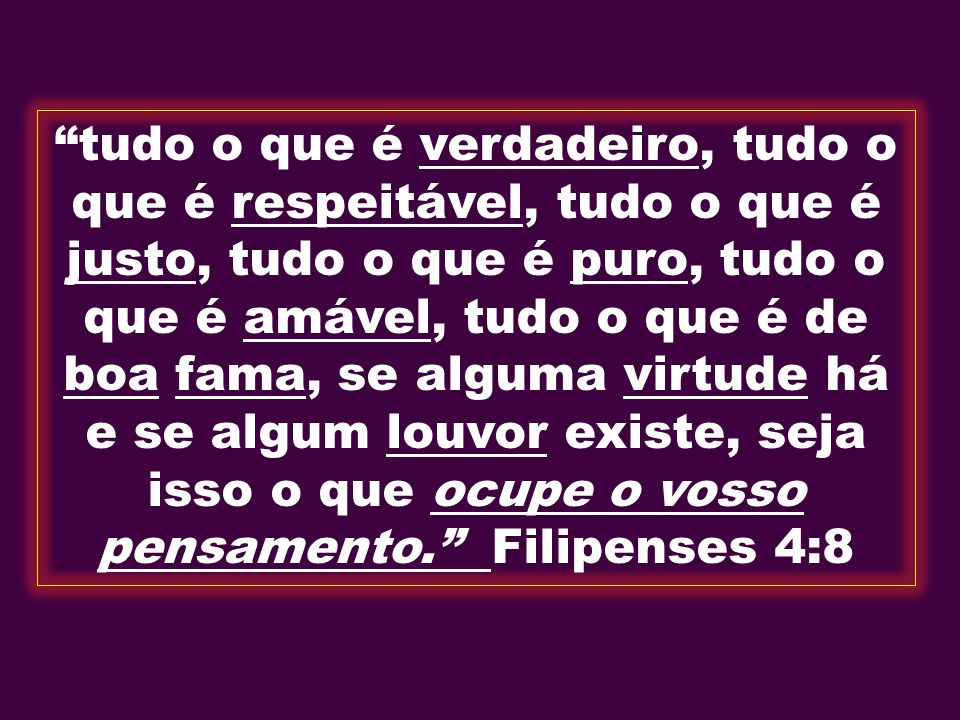 “tudo o que é verdadeiro, tudo o
que é respeitável, tudo o que é
justo, tudo o que é puro, tudo o
que é amável, tudo o que é de
boa fama, se alguma virtude há
e se algum louvor existe, seja
isso o que ocupe o vosso
pensamento.” Filipenses 4:8